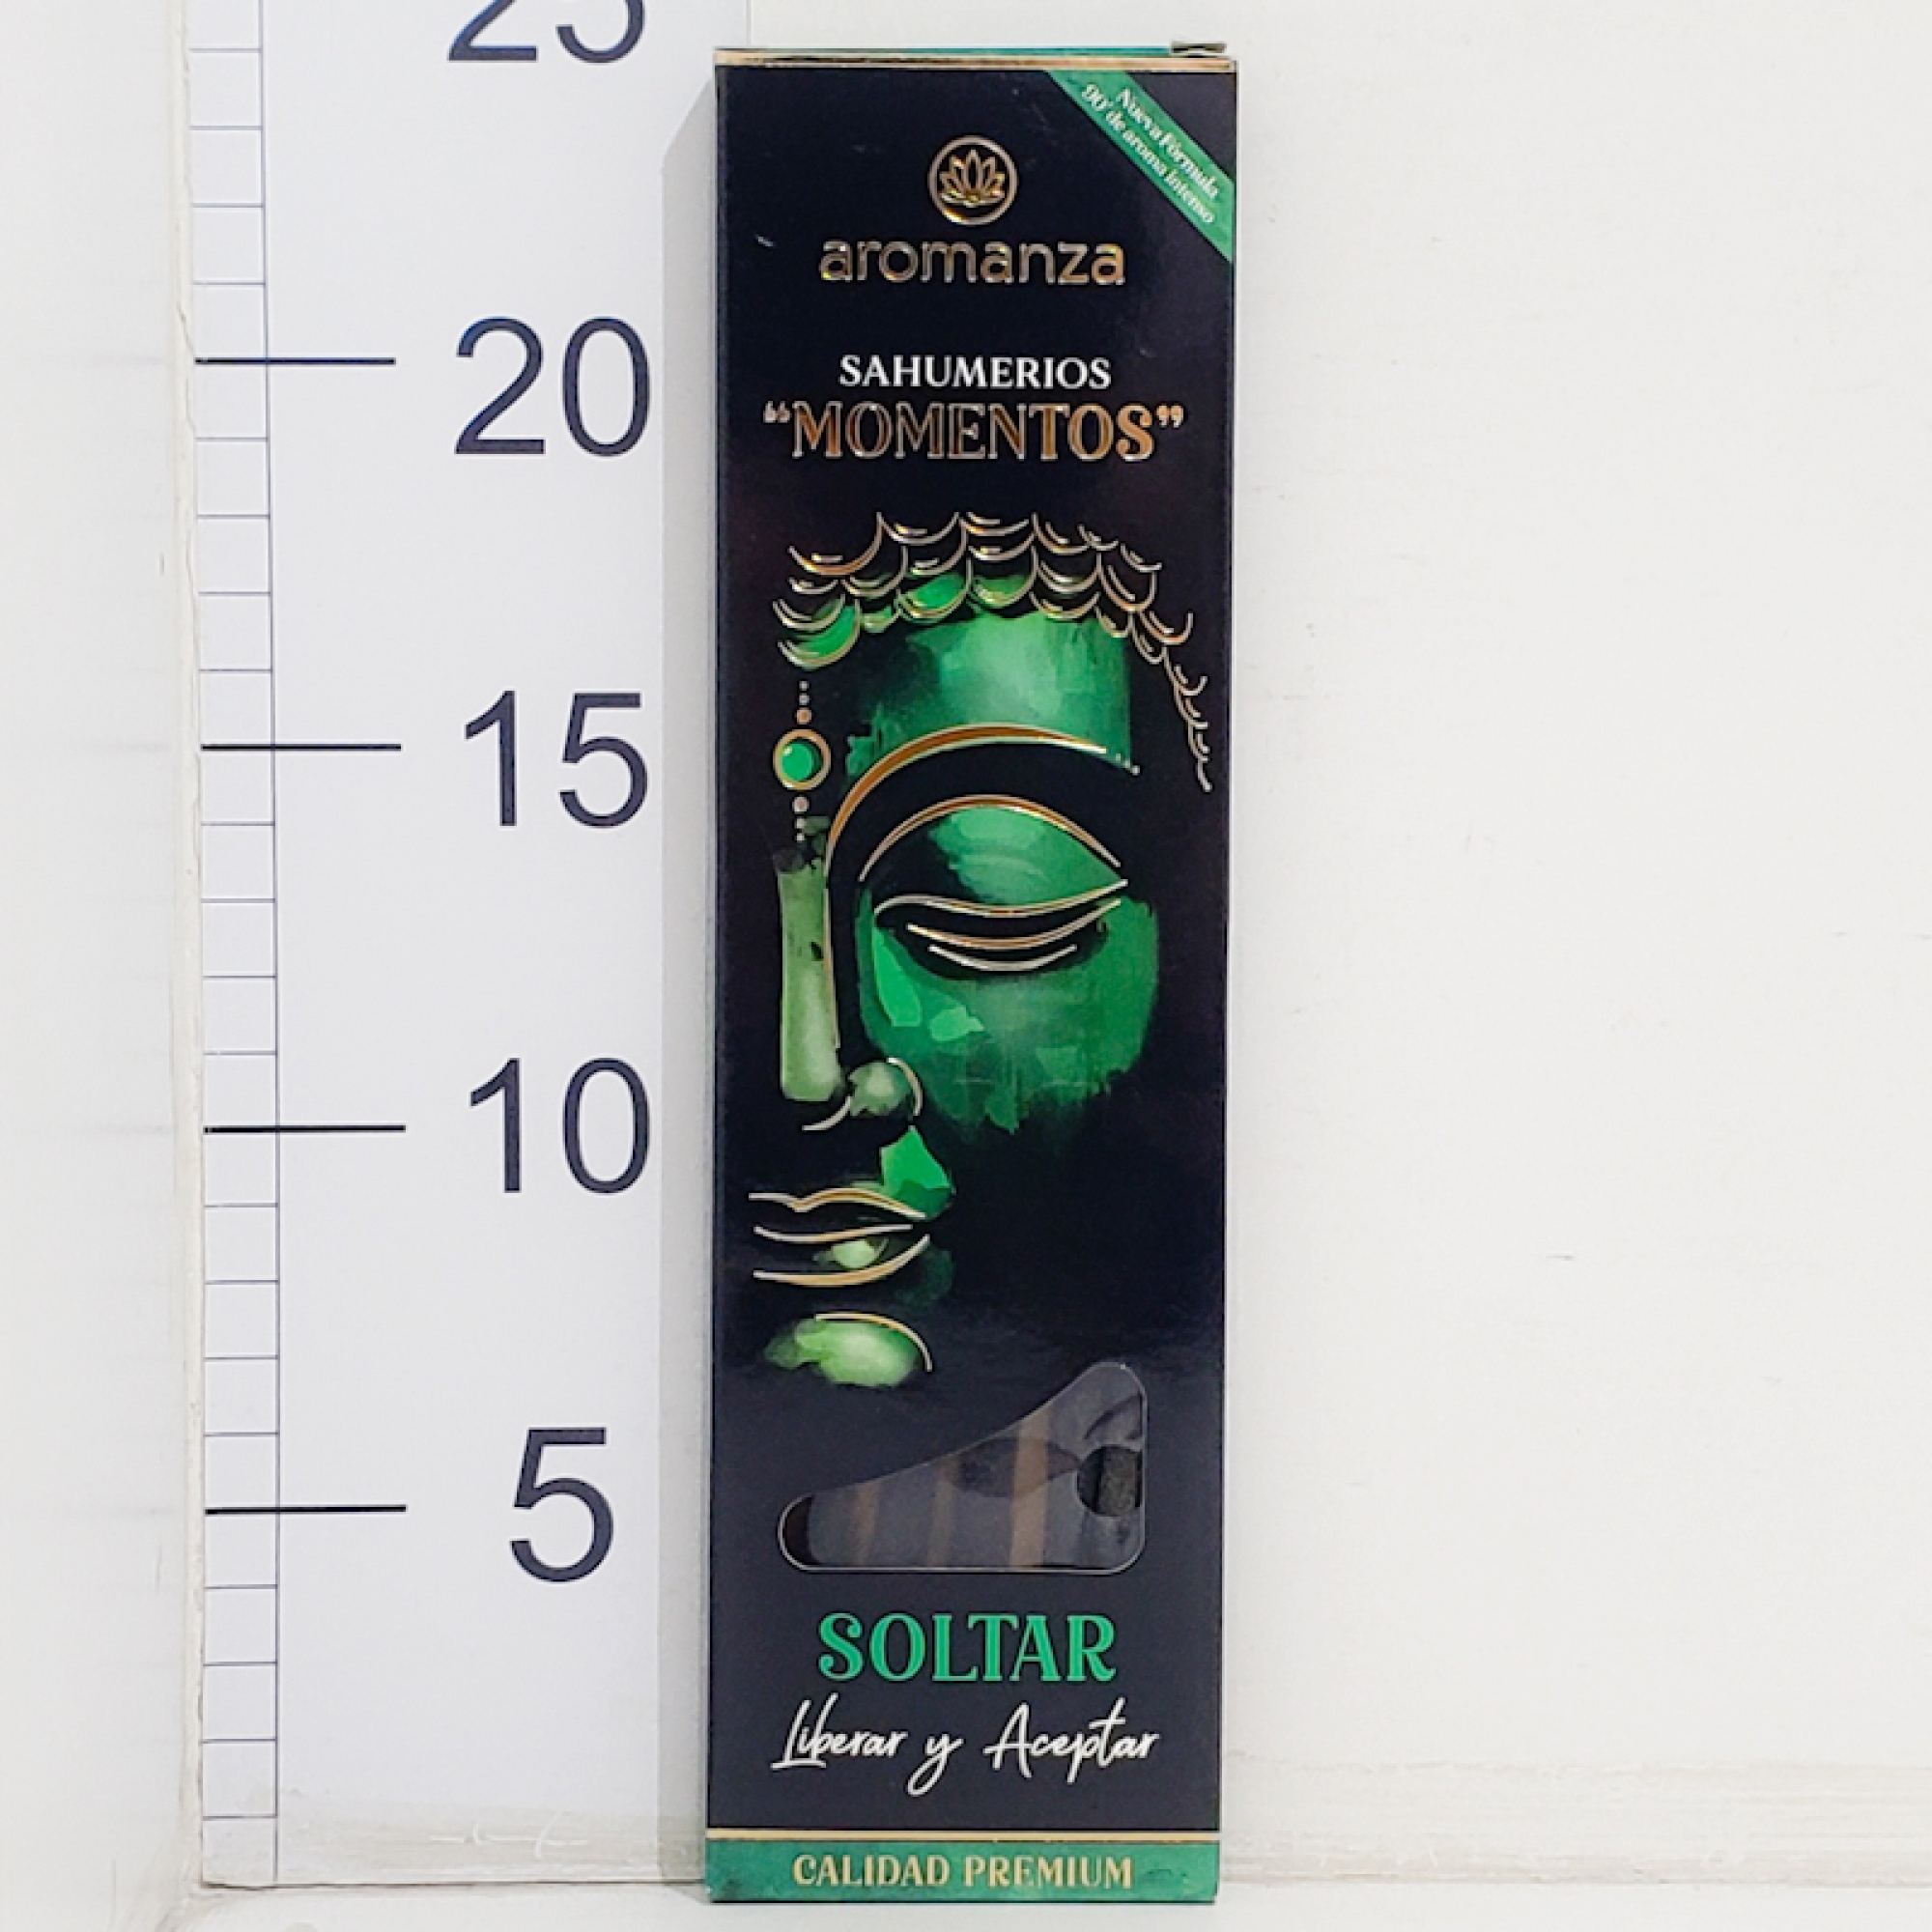 25
20
15
10
5
Nueva Fórmula
90' de aroma intenso
aromanza
SAHUMERIOS
“MOMENTOS”
SOLTAR
Liberar y Aceptar
CALIDAD PREMIUM